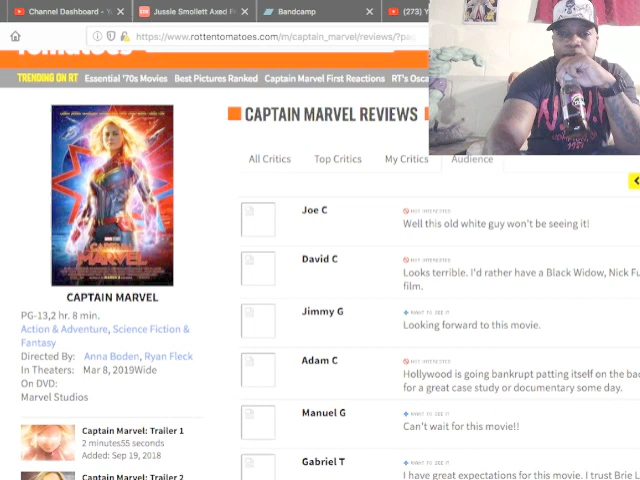 Channel Dashboard - Y
Jussie Smollett Axed F
Bandcamp
(273) Y
https://www.rottentomatoes.com/m/captain_marvel/reviews/?pag
TRENDING ON RT
Essential '70s Movies
Best Pictures Ranked
Captain Marvel First Reactions
RT's Osca
CAPTAIN MARVEL REVIEWS
All Critics
Top Critics
My Critics
Audience
Joe C
NOT INTERESTED
Well this old white guy won't be seeing it!
David C
NOT INTERESTED
Looks terrible. I'd rather have a Black Widow, Nick Fu
film.
Jimmy G
WANT TO SEE IT
Looking forward to this movie.
Adam C
NOT INTERESTED
Hollywood is going bankrupt patting itself on the bac
for a great case study or documentary some day.
Manuel G
WANT TO SEE IT
Can't wait for this movie!!
Gabriel T
WANT TO SEE IT
I have great expectations for this movie. I trust Brie L
CAPTAIN MARVEL
CAPTAIN MARVEL
PG-13,2 hr. 8 min.
Action & Adventure, Science Fiction &
Fantasy
Directed By: Anna Boden, Ryan Fleck
In Theaters: Mar 8, 2019Wide
On DVD:
Marvel Studios
Captain Marvel: Trailer 1
2 minutes55 seconds
Added: Sep 19, 2018
Captain Marvel: Trailer 2